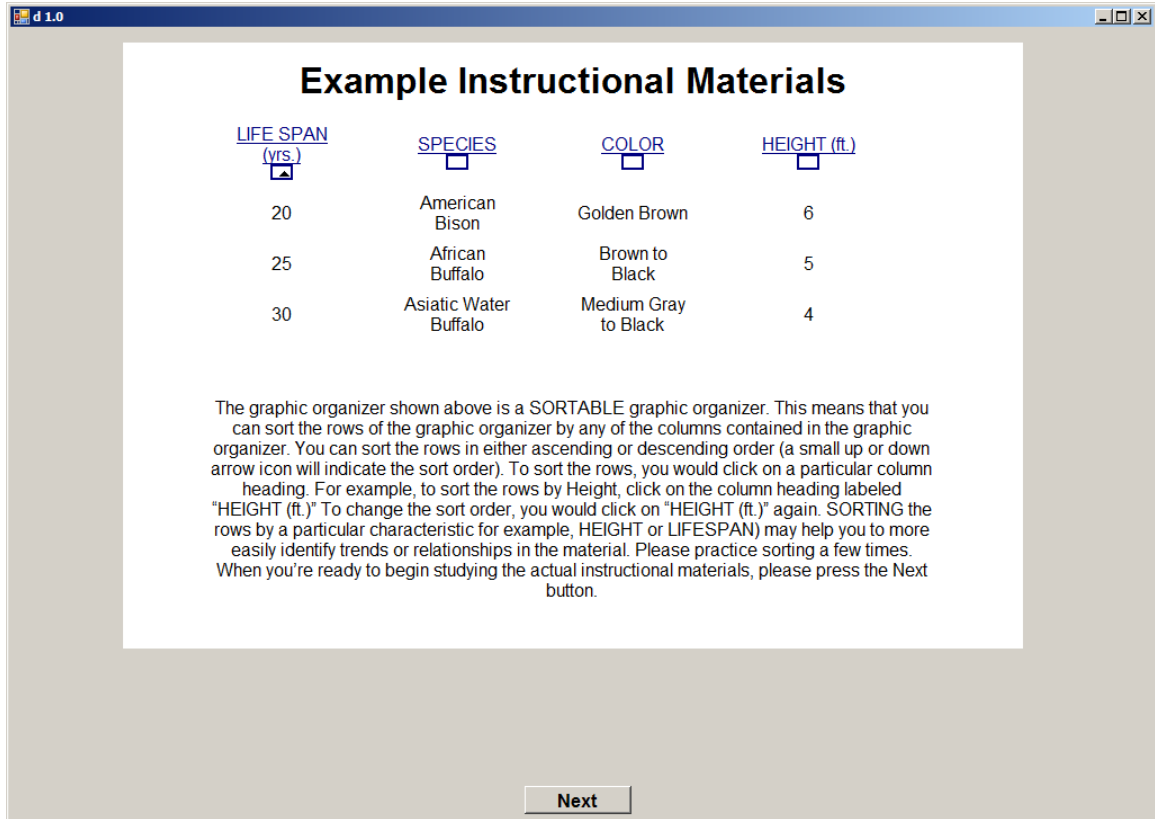 d 1.0
Example Instructional Materials
LIFE SPAN
(yrs.)
SPECIES
COLOR
HEIGHT (ft.)
20
American
Bison
Golden Brown
6
25
African
Buffalo
Brown to
Black
5
30
Asiatic Water
Buffalo
Medium Gray
to Black
4
The graphic organizer shown above is a SORTABLE graphic organizer. This means that you
can sort the rows of the graphic organizer by any of the columns contained in the graphic
organizer. You can sort the rows in either ascending or descending order (a small up or down
arrow icon will indicate the sort order). To sort the rows, you would click on a particular column
heading. For example, to sort the rows by Height, click on the column heading labeled
“HEIGHT (ft.)” To change the sort order, you would click on “HEIGHT (ft.)” again. SORTING the
rows by a particular characteristic for example, HEIGHT or LIFESPAN) may help you to more
easily identify trends or relationships in the material. Please practice sorting a few times.
When you’re ready to begin studying the actual instructional materials, please press the Next
button.
Next